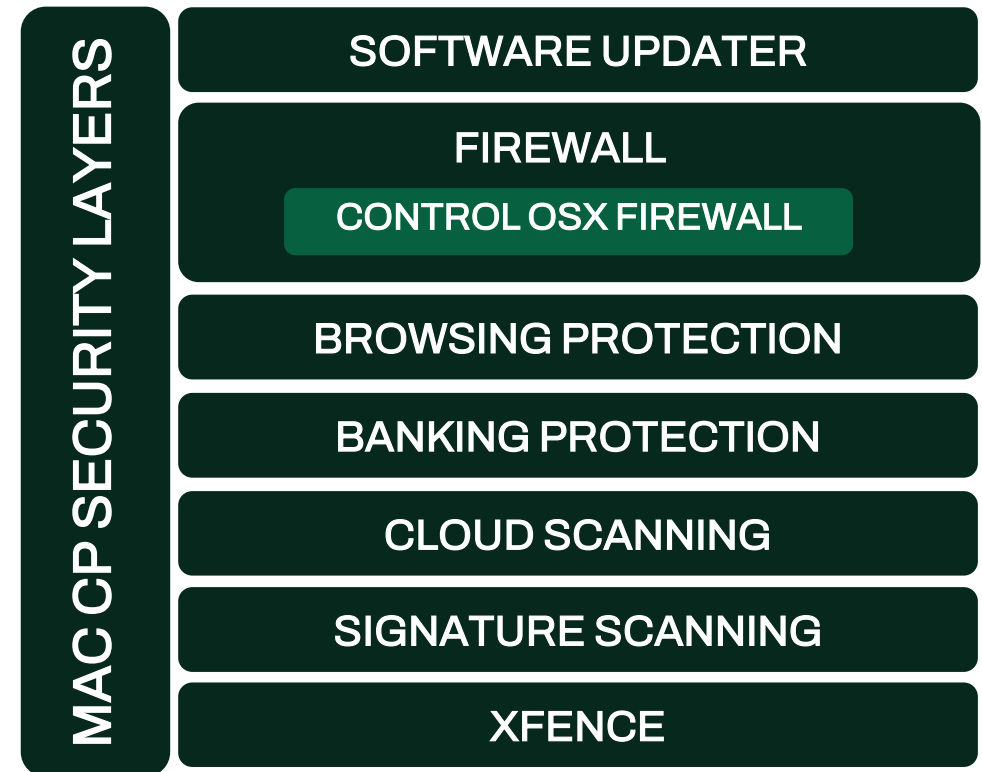 MAC CP SECURITY LAYERS
SOFTWARE UPDATER
FIREWALL
CONTROL OSX FIREWALL
BROWSING PROTECTION
BANKING PROTECTION
CLOUD SCANNING
SIGNATURE SCANNING
XFENCE